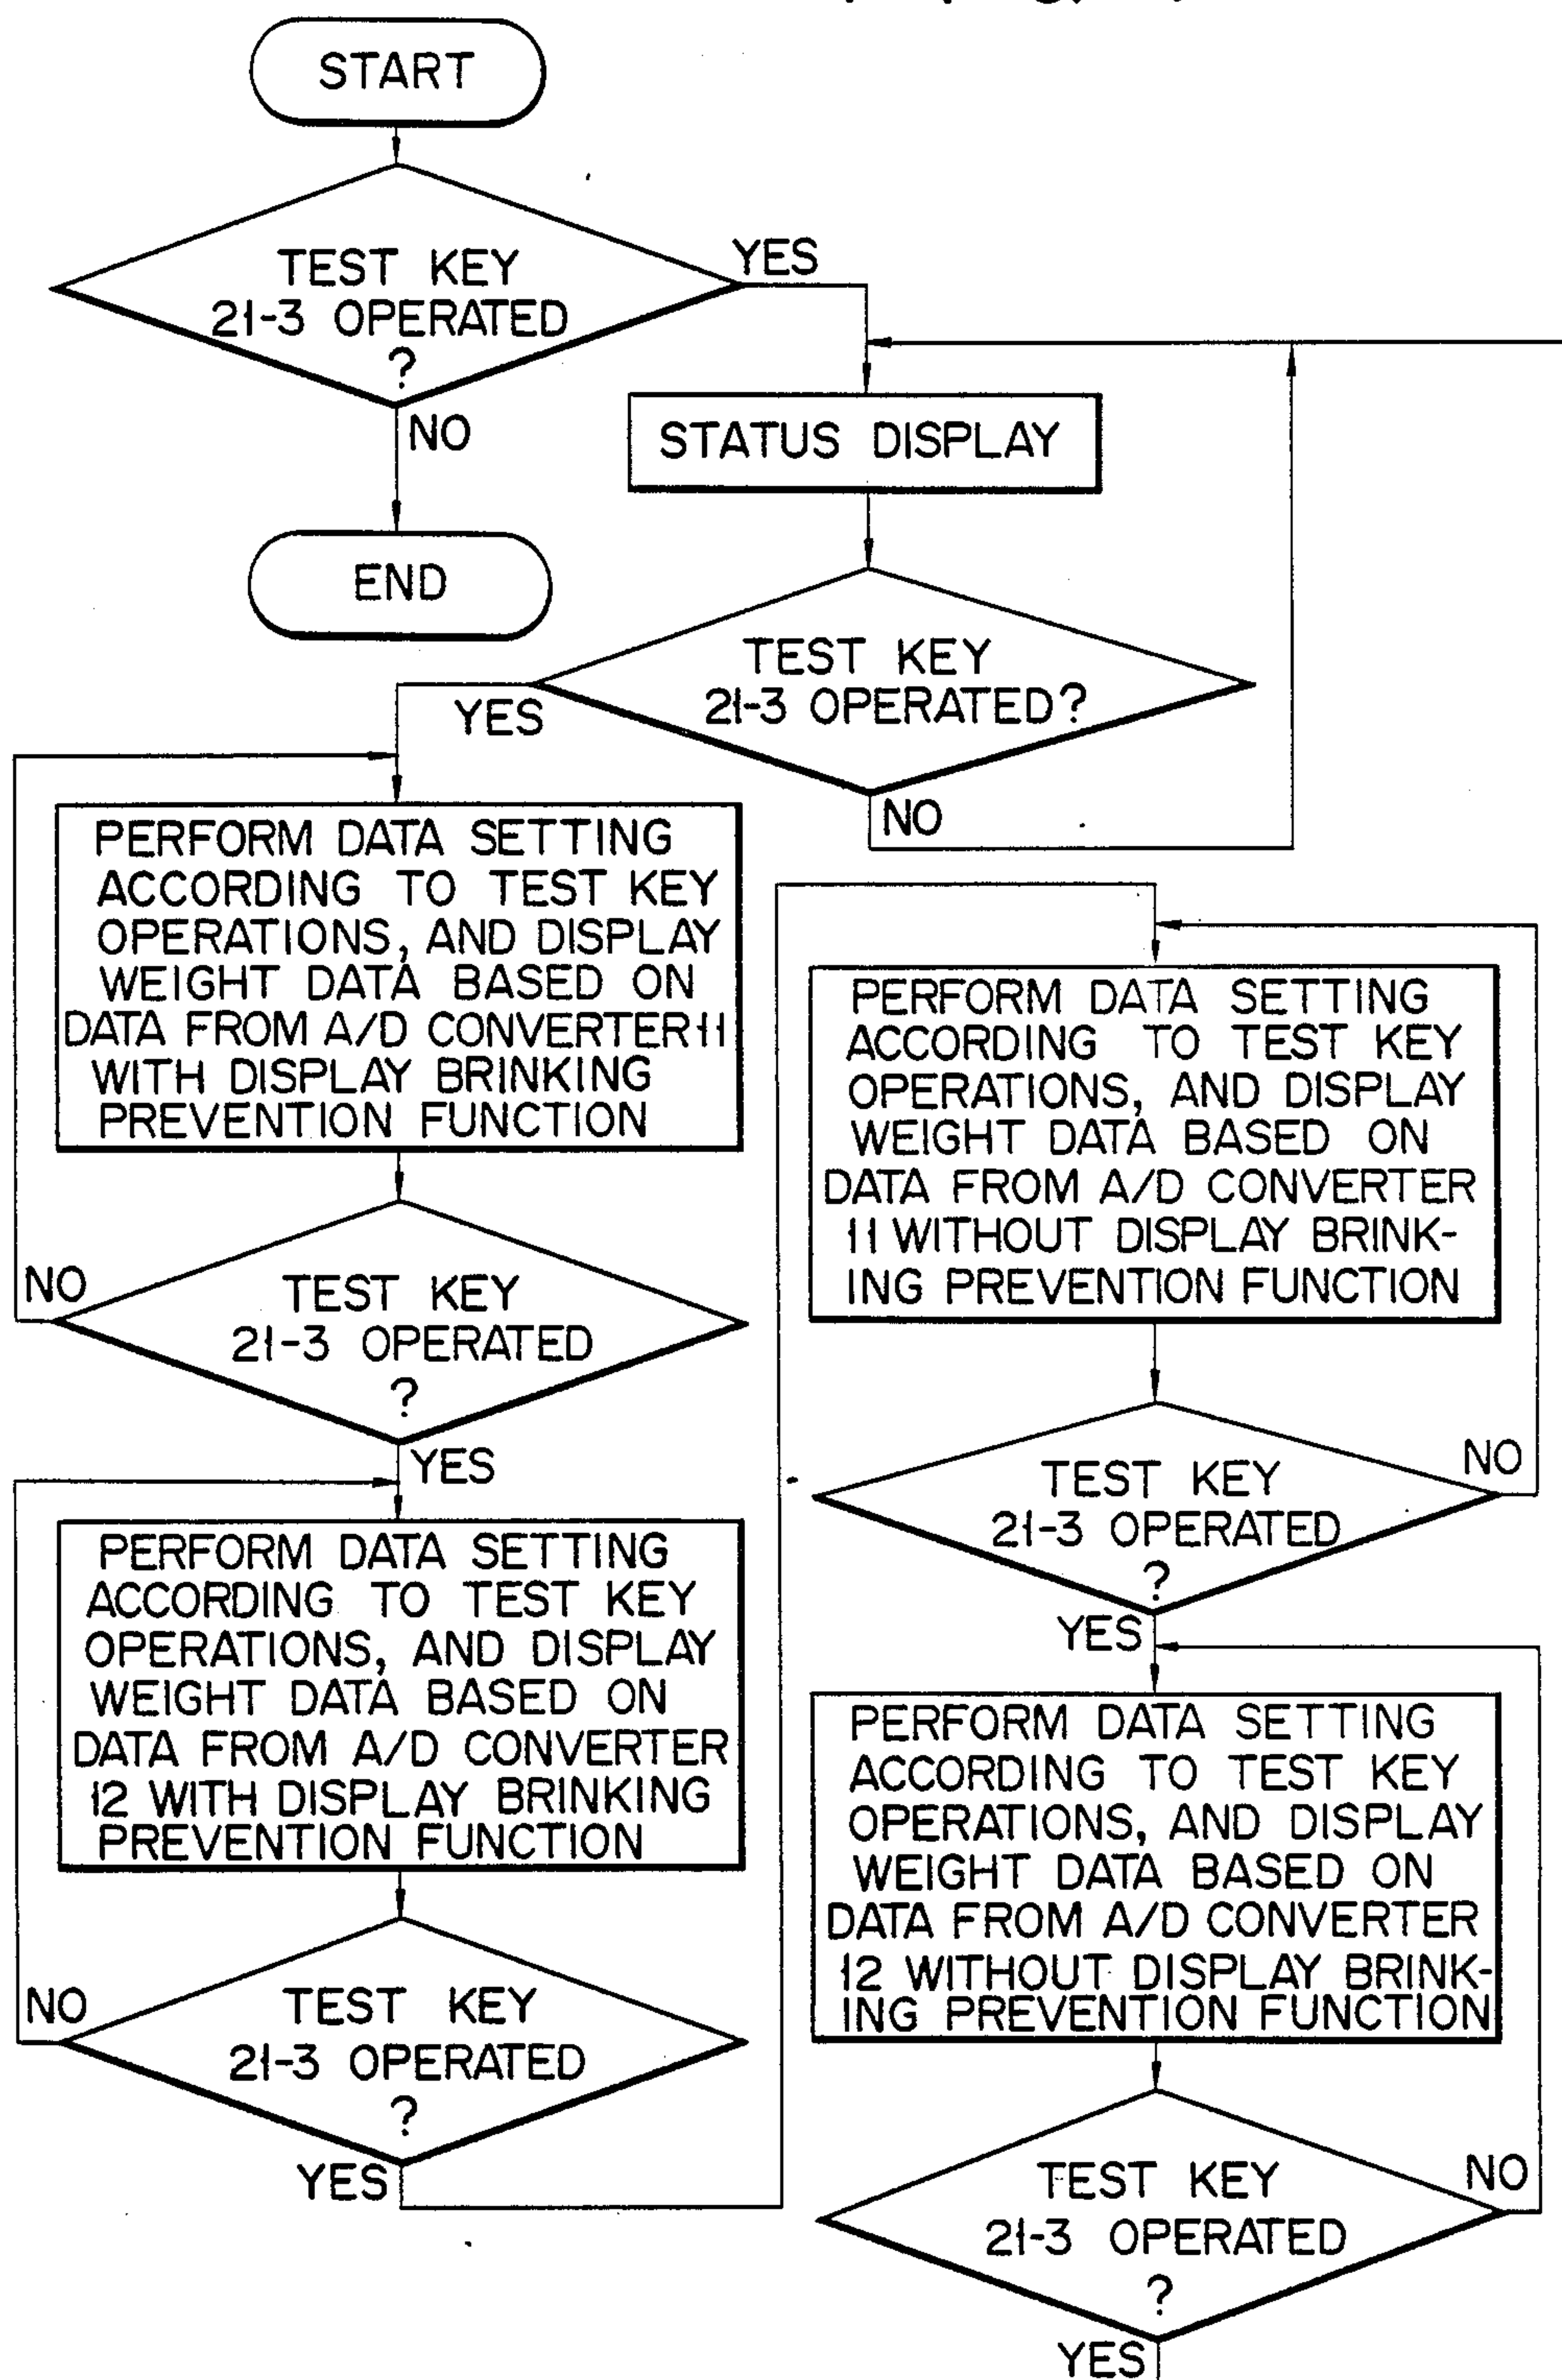 START
TEST KEY
21-3 OPERATED
?
YES
NO
STATUS DISPLAY
END
TEST KEY
21-3 OPERATED?
YES
NO
PERFORM DATA SETTING
ACCORDING TO TEST KEY
OPERATIONS, AND DISPLAY
WEIGHT DATA BASED ON
DATA FROM A/D CONVERTER 11
WITH DISPLAY BRINKING
PREVENTION FUNCTION
TEST KEY
21-3 OPERATED
?
NO
YES
PERFORM DATA SETTING
ACCORDING TO TEST KEY
OPERATIONS, AND DISPLAY
WEIGHT DATA BASED ON
DATA FROM A/D CONVERTER
12 WITH DISPLAY BRINKING
PREVENTION FUNCTION
TEST KEY
21-3 OPERATED
?
NO
YES
PERFORM DATA SETTING
ACCORDING TO TEST KEY
OPERATIONS, AND DISPLAY
WEIGHT DATA BASED ON
DATA FROM A/D CONVERTER
11 WITHOUT DISPLAY BRINK-
ING PREVENTION FUNCTION
TEST KEY
21-3 OPERATED
?
NO
YES
PERFORM DATA SETTING
ACCORDING TO TEST KEY
OPERATIONS, AND DISPLAY
WEIGHT DATA BASED ON
DATA FROM A/D CONVERTER
12 WITHOUT DISPLAY BRINK-
ING PREVENTION FUNCTION
TEST KEY
21-3 OPERATED
?
NO
YES